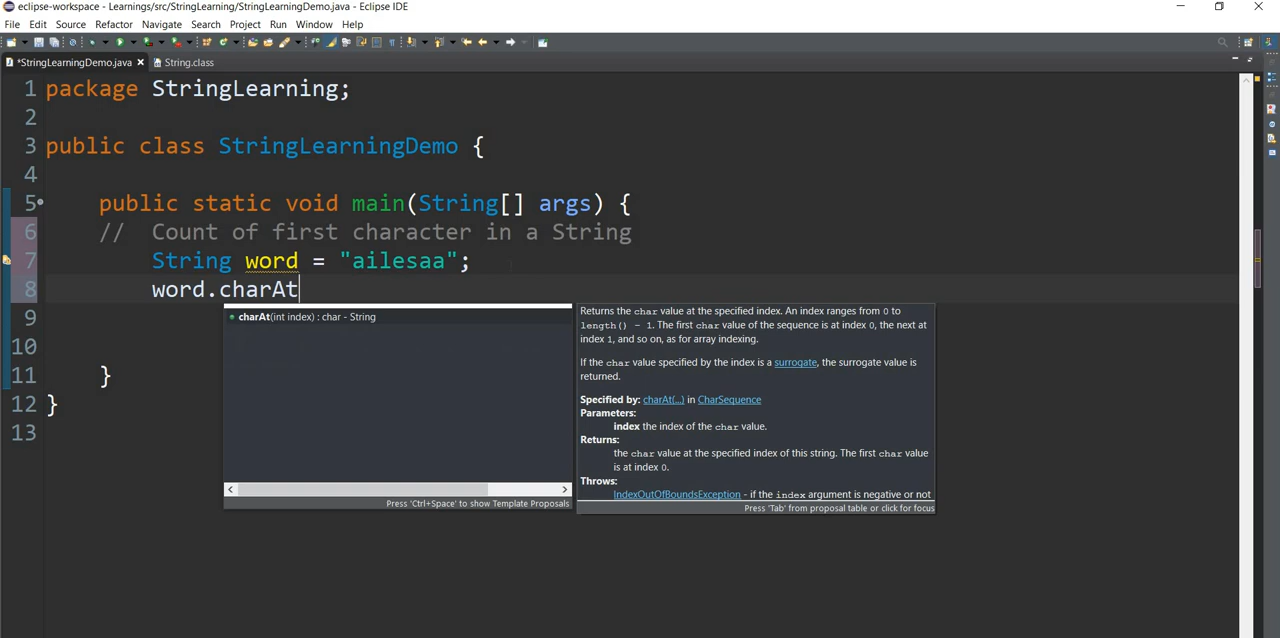 eclipse-workspace - Learnings/src/StringLearning/StringLearningDemo.java - Eclipse IDE
File Edit Source Refactor Navigate Search Project Run Window Help
*StringLearningDemo.java String.class
1 package StringLearning;
2
3 public class StringLearningDemo {
4
5 public static void main(String[] args) {
6 // Count of first character in a String
7 String word = "ailesaa";
8 word.charAt
9
10
11 }
12 }
13
charAt(int index) : char - String
Press 'Ctrl+Space' to show Template Proposals
Returns the char value at the specified index. An index ranges from 0 to
length() - 1. The first char value of the sequence is at index 0, the next at
index 1, and so on, as for array indexing.
If the char value specified by the index is a surrogate, the surrogate value is
returned.
Specified by: charAt(...) in CharSequence
Parameters:
index the index of the char value.
Returns:
the char value at the specified index of this string. The first char value
is at index 0.
Throws:
IndexOutOfBoundsException - if the index argument is negative or not
Press 'Tab' from proposal table or click for focus